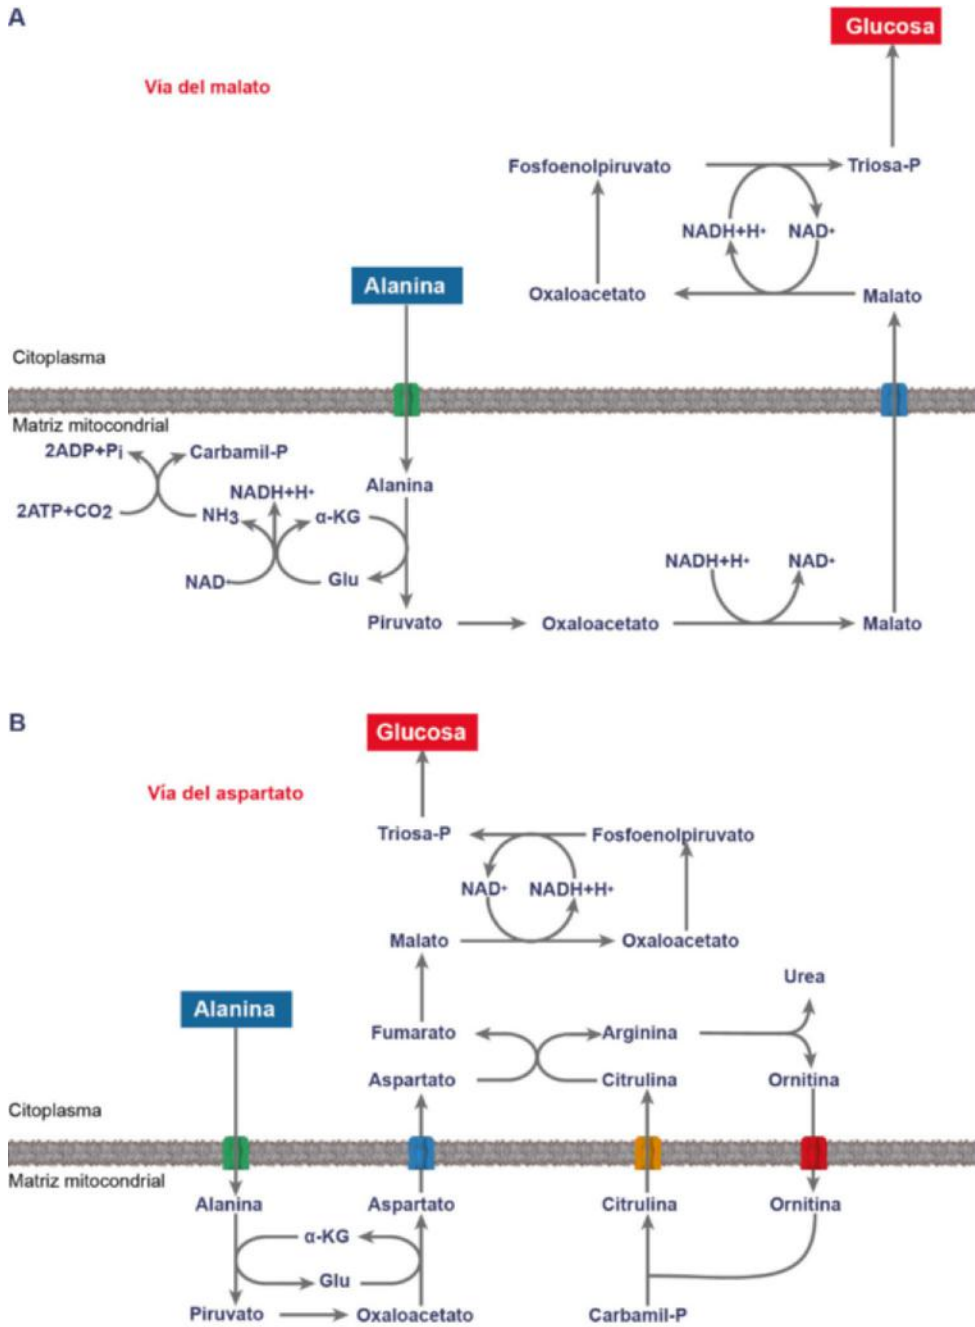 A
Glucosa
Vía del malato
Fosfoenolpiruvato
Triosa-P
NADH+H+
NAD+
Alanina
Oxaloacetato
Malato
Citoplasma
Matriz mitocondrial
2ADP+Pi
Carbamil-P
Alanina
NADH+H+
2ATP+CO2
NH3
α-KG
NADH+H+
NAD+
NAD+
Glu
Piruvato
Oxaloacetato
Malato
B
Glucosa
Vía del aspartato
Triosa-P
Fosfoenolpiruvato
NAD+
NADH+H+
Malato
Oxaloacetato
Urea
Alanina
Fumarato
Arginina
Aspartato
Citrulina
Ornitina
Citoplasma
Matriz mitocondrial
Alanina
Aspartato
Citrulina
Ornitina
α-KG
Glu
Piruvato
Oxaloacetato
Carbamil-P